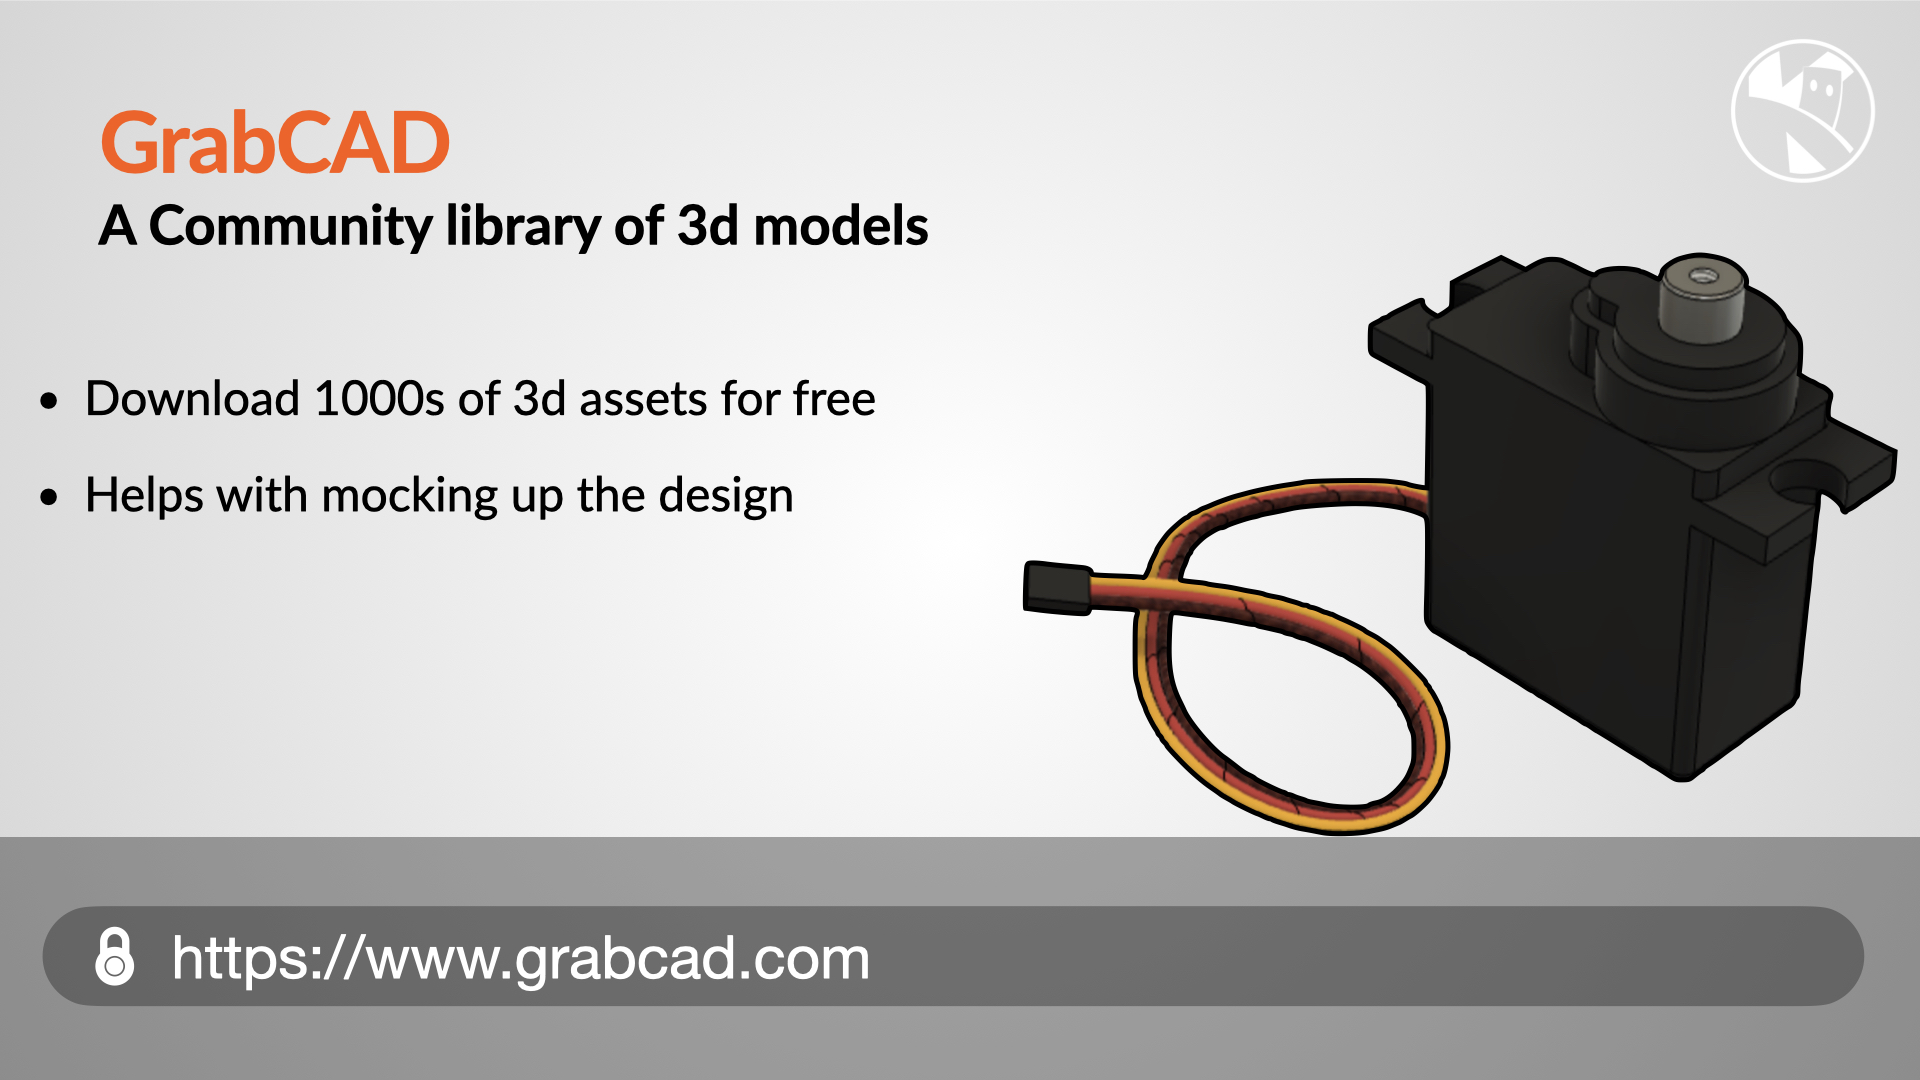 GrabCAD
A Community library of 3d models
• Download 1000s of 3d assets for free
• Helps with mocking up the design
https://www.grabcad.com